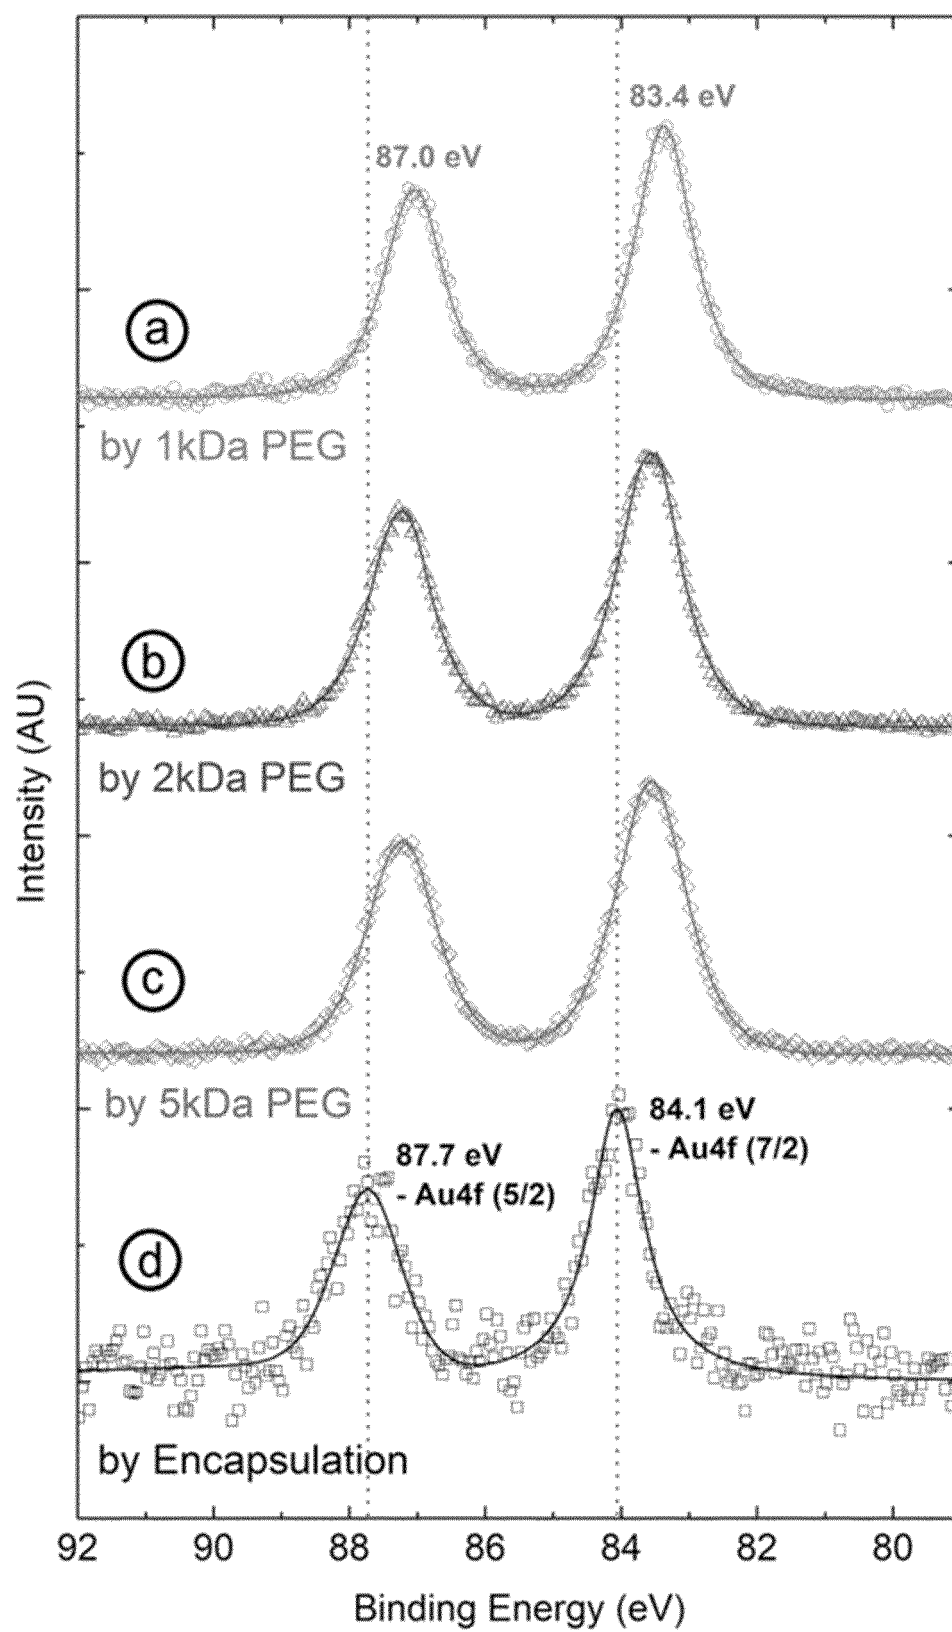 83.4 eV
87.0 eV
a
by 1kDa PEG
b
by 2kDa PEG
c
by 5kDa PEG
84.1 eV
- Au4f (7/2)
87.7 eV
- Au4f (5/2)
d
by Encapsulation
Intensity (AU)
92 90 88 86 84 82 80
Binding Energy (eV)